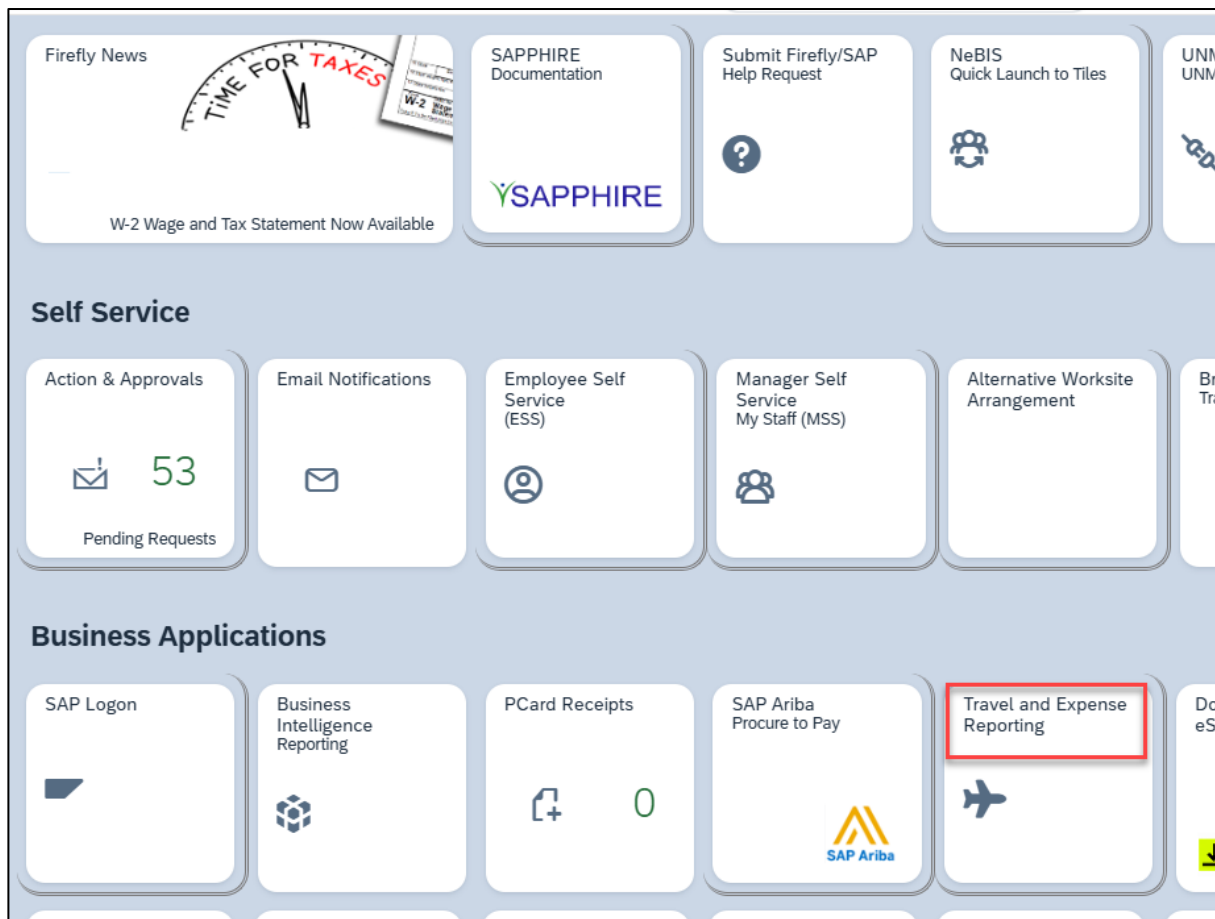 Firefly News
TIME FOR TAXES
W-2
W-2 Wage and Tax Statement Now Available
SAPPHIRE
Documentation
SAPPHIRE
Submit Firefly/SAP
Help Request
NeBIS
Quick Launch to Tiles
Self Service
Action & Approvals
53
Pending Requests
Email Notifications
Employee Self
Service
(ESS)
Manager Self
Service
My Staff (MSS)
Alternative Worksite
Arrangement
Business Applications
SAP Logon
Business
Intelligence
Reporting
PCard Receipts
0
SAP Ariba
Procure to Pay
SAP Ariba
Travel and Expense
Reporting